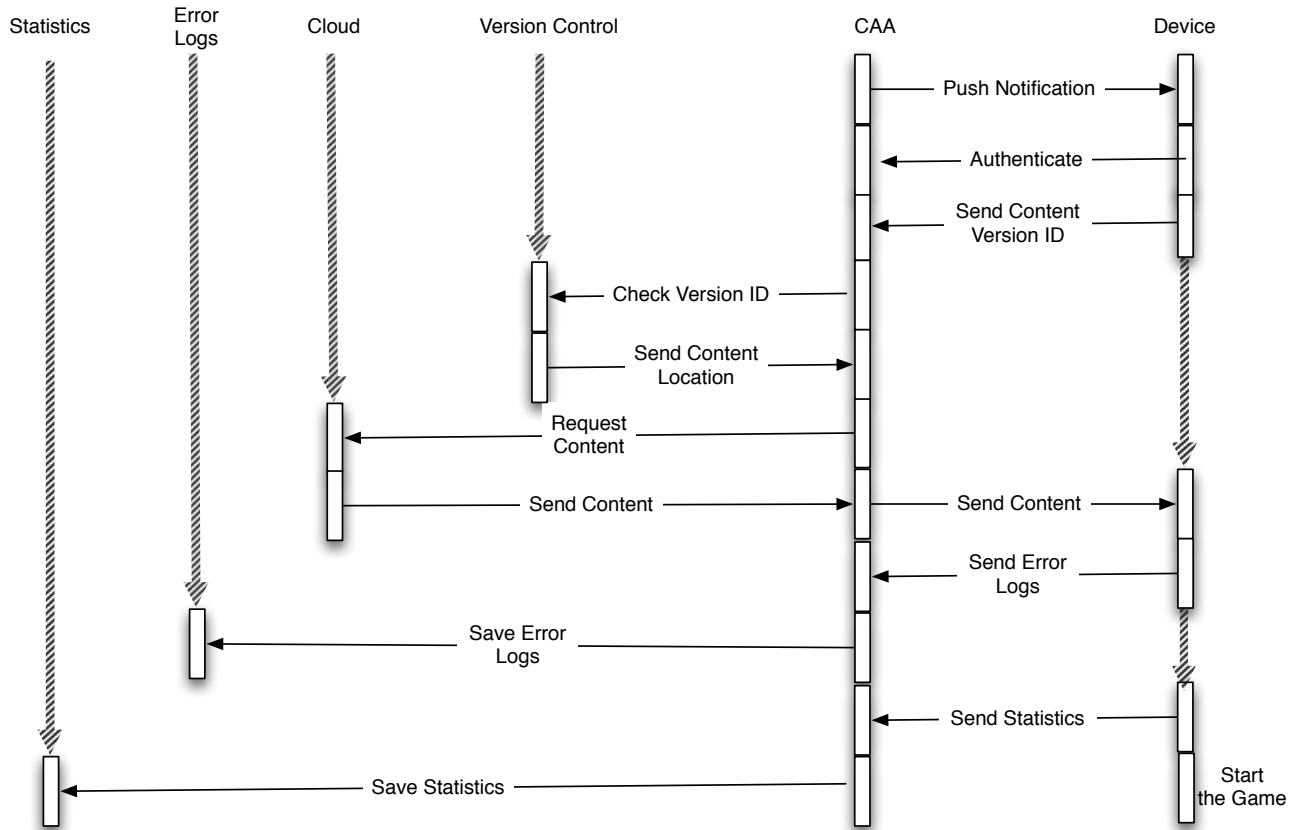 Statistics
Error
Logs
Cloud
Version Control
CAA
Device
Push Notification
Authenticate
Send Content
Version ID
Check Version ID
Send Content
Location
Request
Content
Send Content
Send Content
Send Error
Logs
Save Error
Logs
Send Statistics
Save Statistics
Start
the Game